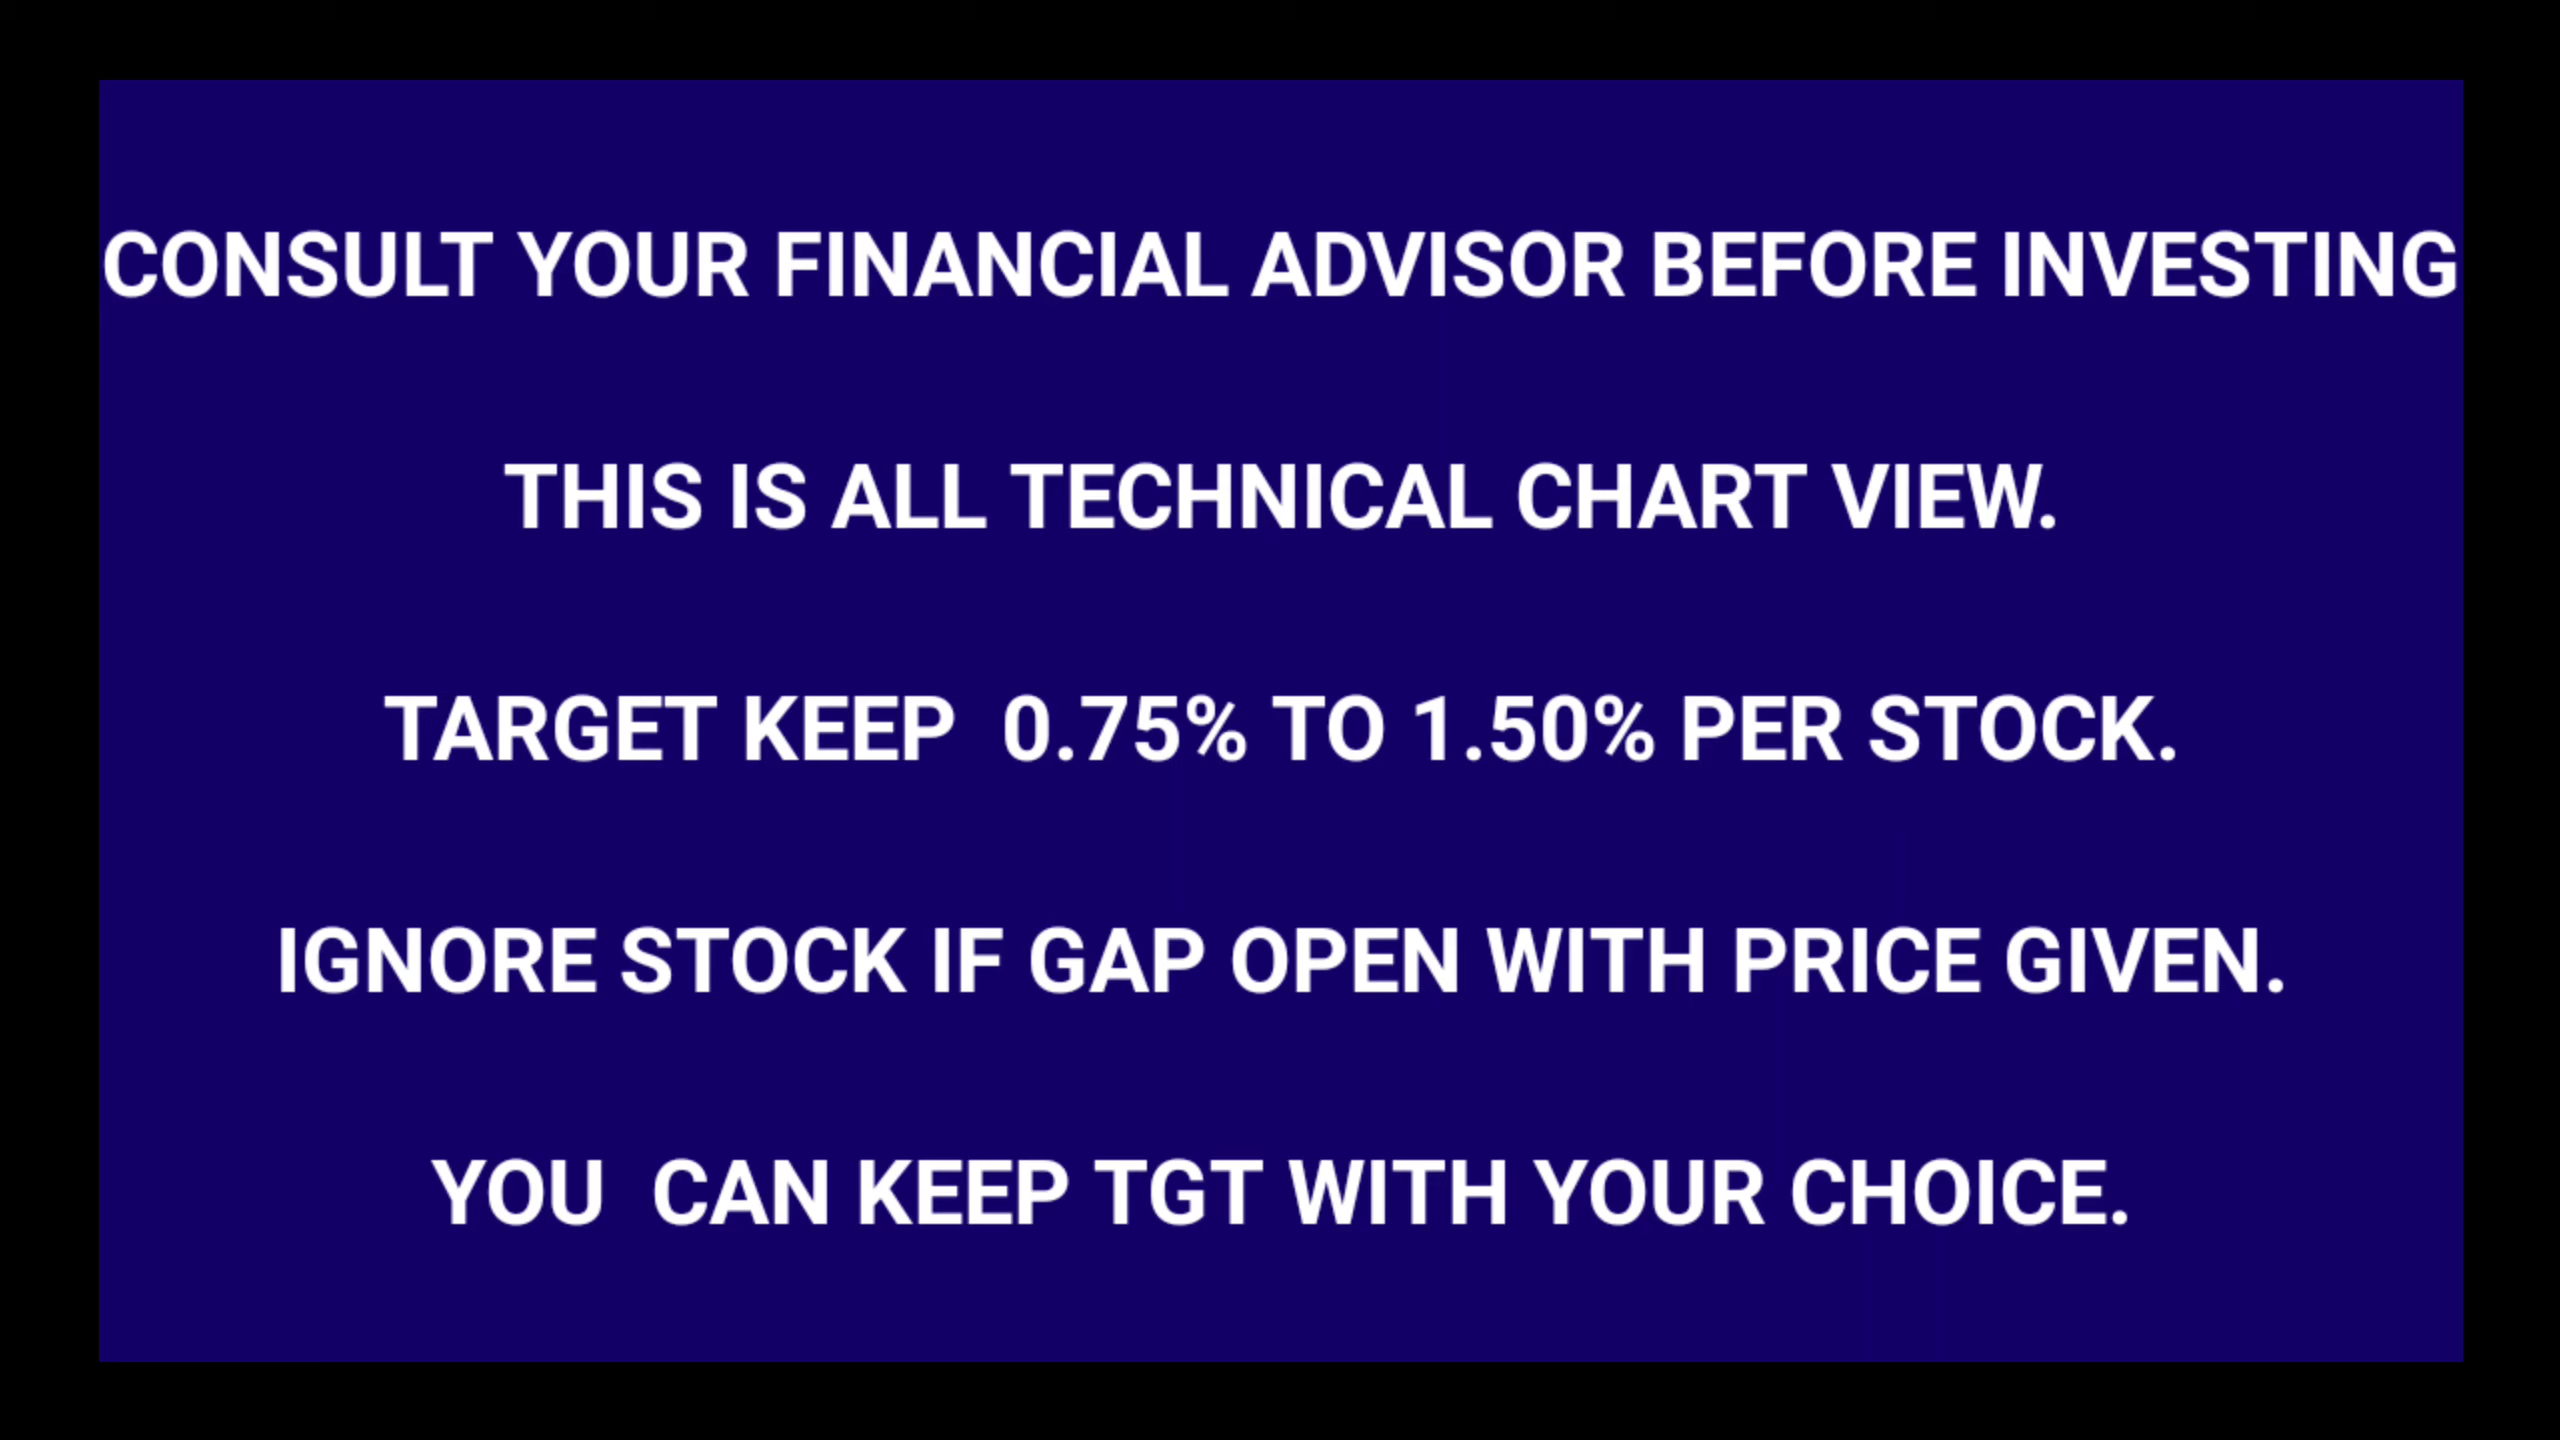 CONSULT YOUR FINANCIAL ADVISOR BEFORE INVESTING
THIS IS ALL TECHNICAL CHART VIEW.
TARGET KEEP  0.75% TO 1.50% PER STOCK.
IGNORE STOCK IF GAP OPEN WITH PRICE GIVEN.
YOU  CAN KEEP TGT WITH YOUR CHOICE.